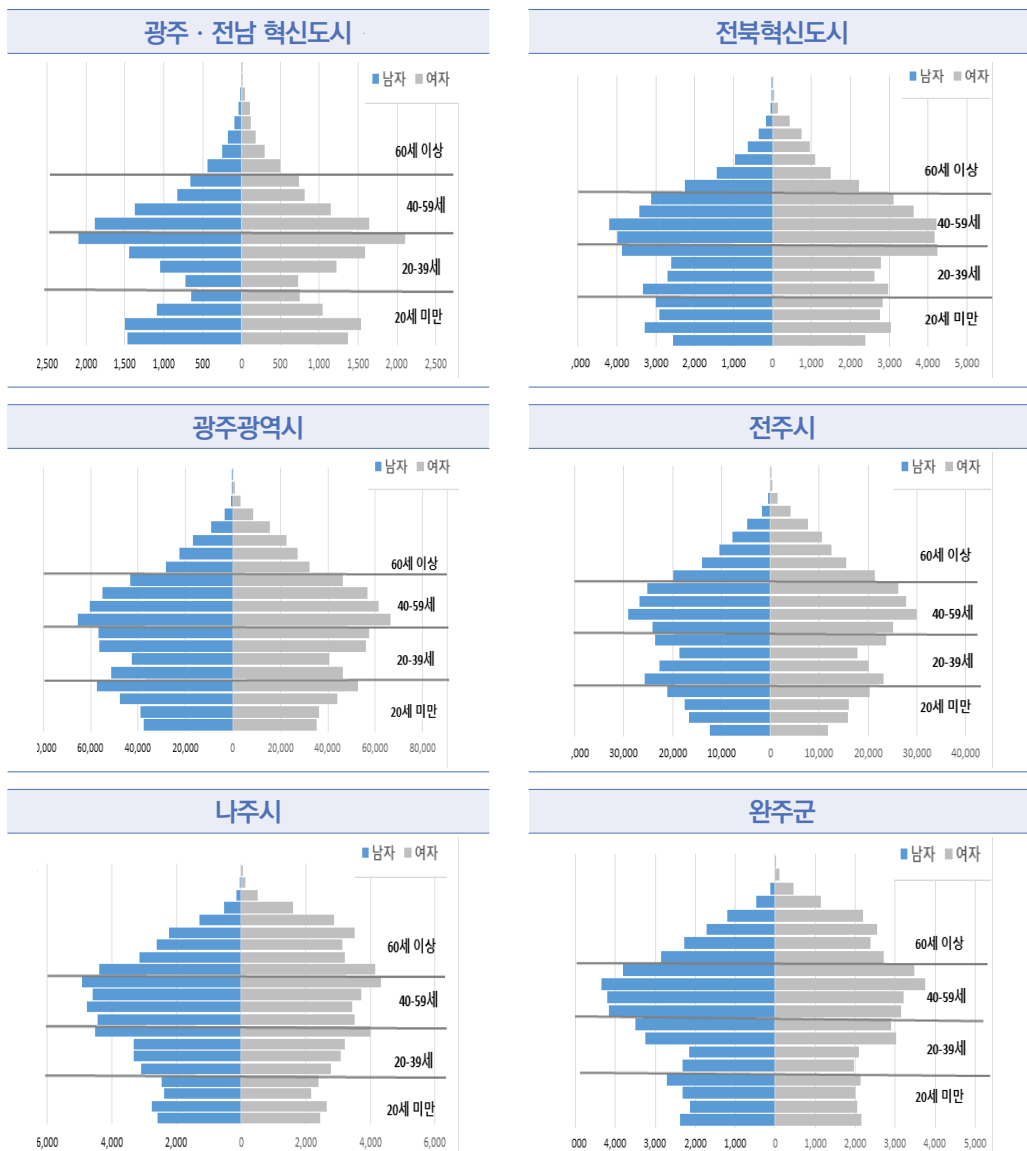 광주 · 전남 혁신도시
남자 여자
60세 이상
40-59세
20-39세
20세 미만
2,500 2,000 1,500 1,000 500 0 500 1,000 1,500 2,000 2,500
전북혁신도시
남자 여자
60세 이상
40-59세
20-39세
20세 미만
,000 4,000 3,000 2,000 1,000 0 1,000 2,000 3,000 4,000 5,000
광주광역시
남자 여자
60세 이상
40-59세
20-39세
20세 미만
0,000 60,000 40,000 20,000 0 20,000 40,000 60,000 80,000
전주시
남자 여자
60세 이상
40-59세
20-39세
20세 미만
,000 30,000 20,000 10,000 0 10,000 20,000 30,000 40,000
나주시
남자 여자
60세 이상
40-59세
20-39세
20세 미만
6,000 4,000 2,000 0 2,000 4,000 6,000
완주군
남자 여자
60세 이상
40-59세
20-39세
20세 미만
000 4,000 3,000 2,000 1,000 0 1,000 2,000 3,000 4,000 5,000